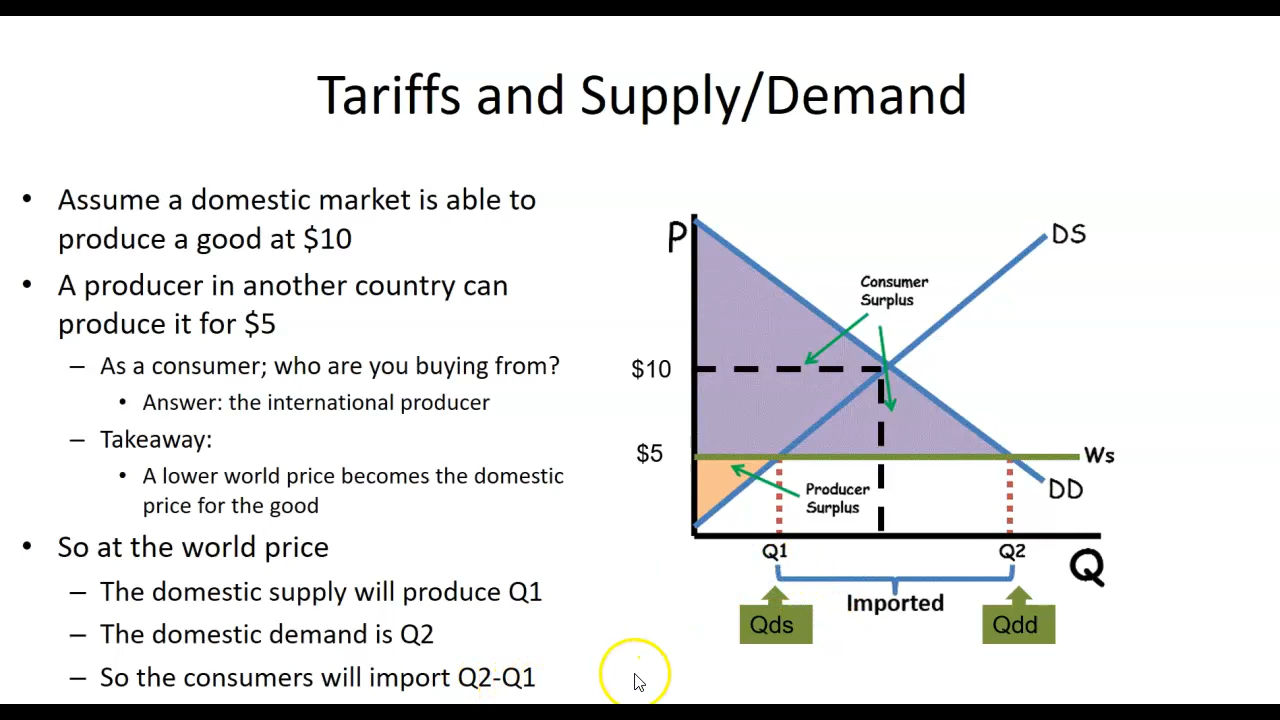 Tariffs and Supply/Demand
• Assume a domestic market is able to
produce a good at $10
• A producer in another country can
produce it for $5
– As a consumer; who are you buying from?
• Answer: the international producer
– Takeaway:
• A lower world price becomes the domestic
price for the good
• So at the world price
– The domestic supply will produce Q1
– The domestic demand is Q2
– So the consumers will import Q2-Q1
P
DS
Consumer
Surplus
$10
$5
Ws
DD
Producer
Surplus
Q1
Q2
Q
Imported
Qds
Qdd